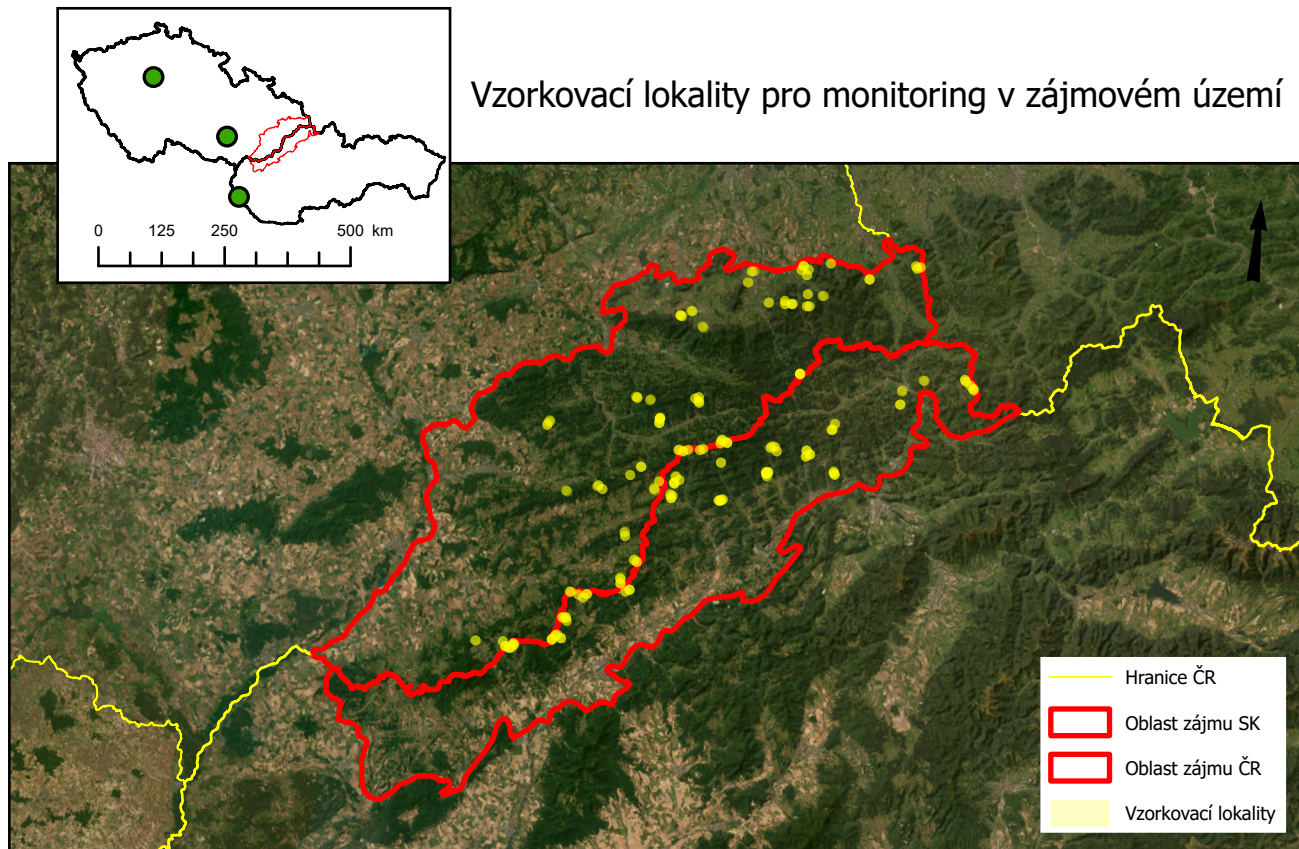 Vzorkovací lokality pro monitoring v zájmovém území
0 125 250 500 km
Hranice ČR
Oblast zájmu SK
Oblast zájmu ČR
Vzorkovací lokality